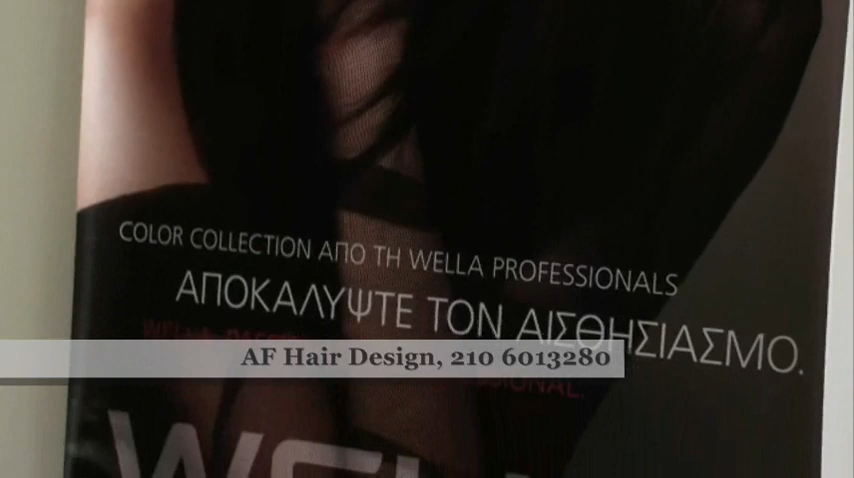 COLOR COLLECTION ΑΠΟ ΤΗ WELLA PROFESSIONALS
ΑΠΟΚΑΛΥΨΤΕ ΤΟΝ ΑΙΣΘΗΣΙΑΣΜΟ.
AF Hair Design, 210 6013280